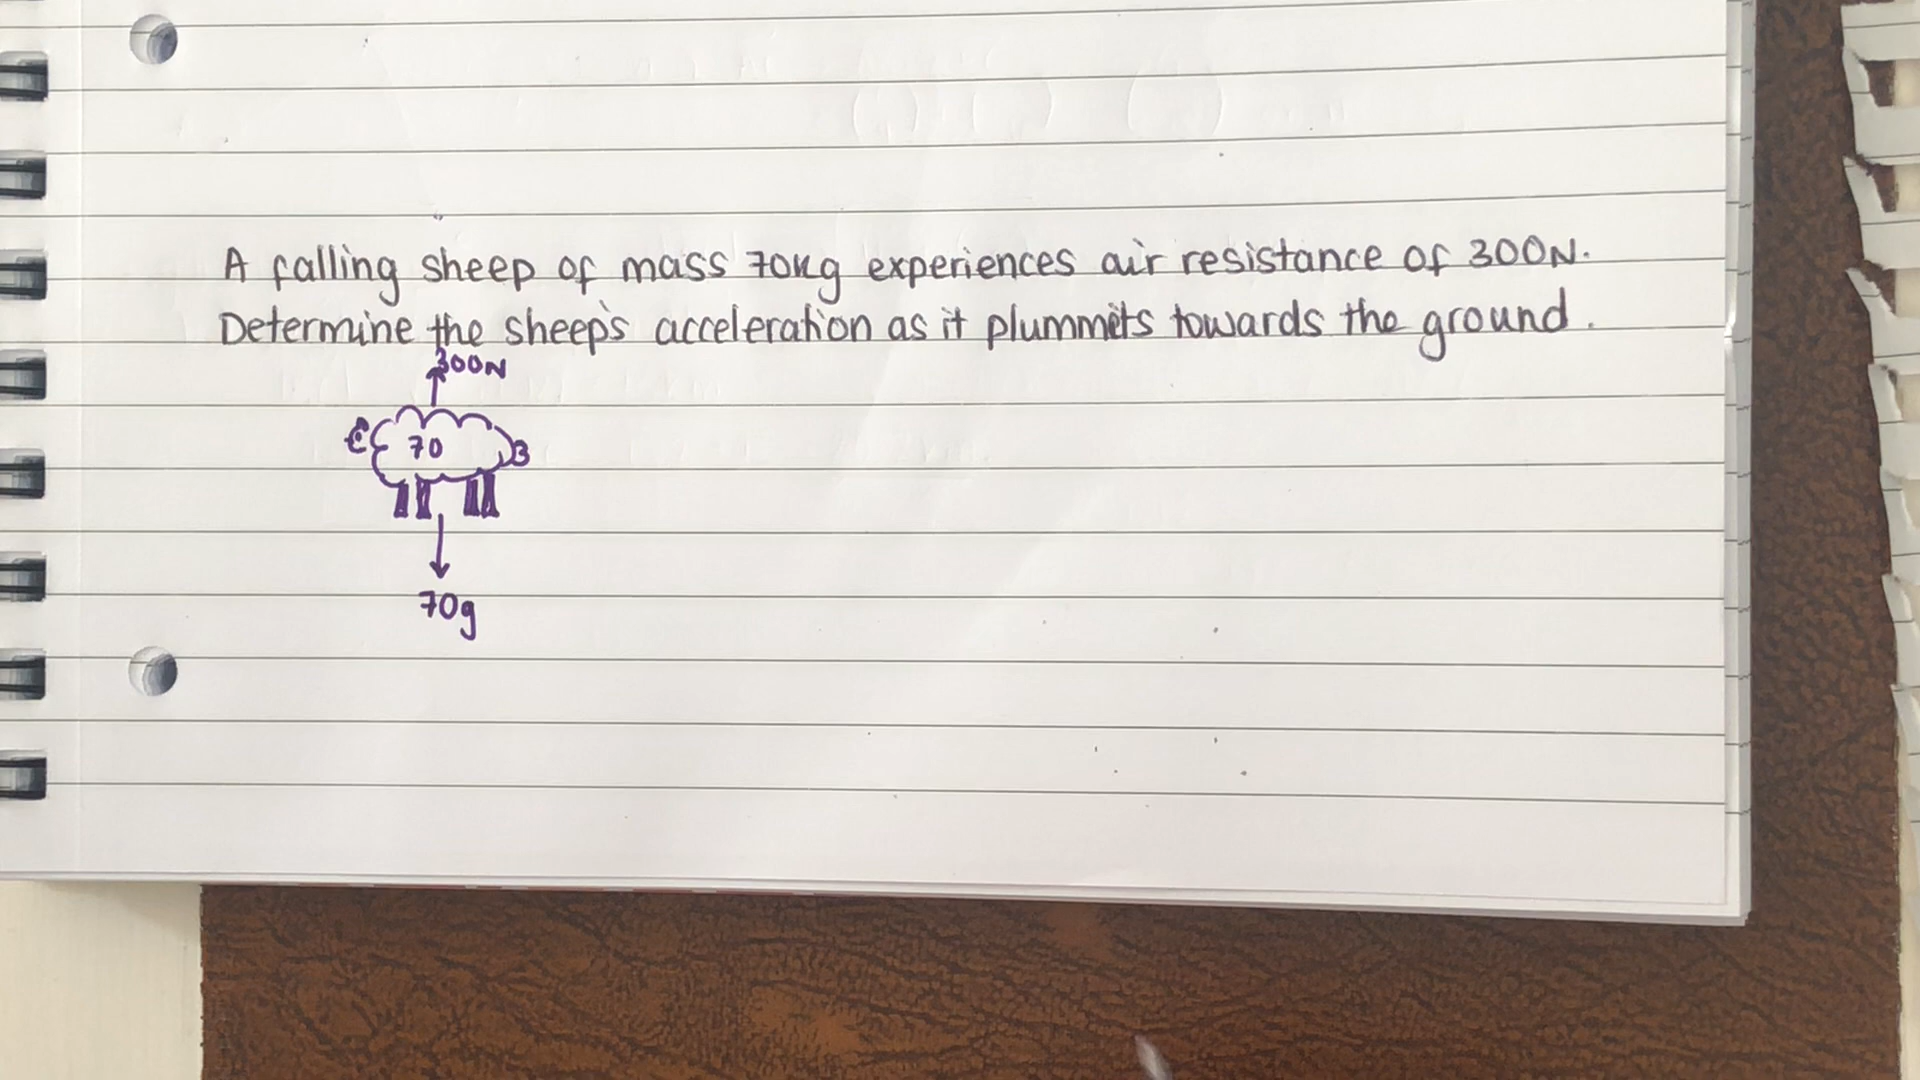 A falling sheep of mass 70kg experiences air resistance of 300N.
Determine the sheep's acceleration as it plummets towards the ground.
300N
70
70g